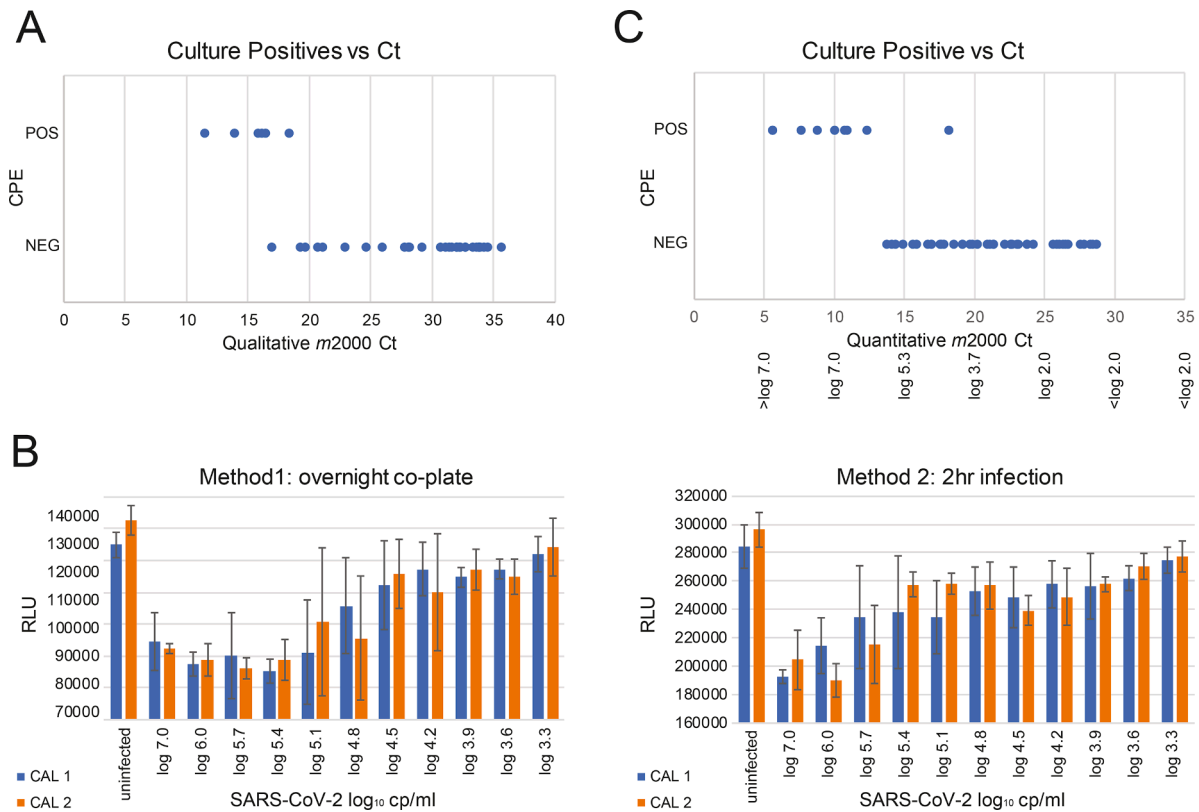 A
Culture Positives vs Ct
POS
CPE
NEG
0 5 10 15 20 25 30 35 40
Qualitative m2000 Ct
C
Culture Positive vs Ct
POS
CPE
NEG
0 5 10 15 20 25 30 35
Quantitative m2000 Ct
>log 7.0
log 7.0
log 5.3
log 3.7
log 2.0
<log 2.0
<log 2.0
B
Method1: overnight co-plate
140000
130000
120000
110000
100000
90000
80000
70000
RLU
uninfected
log 7.0
log 6.0
log 5.7
log 5.4
log 5.1
log 4.8
log 4.5
log 4.2
log 3.9
log 3.6
log 3.3
CAL 1
CAL 2
SARS-CoV-2 log₁₀ cp/ml
Method 2: 2hr infection
320000
300000
280000
260000
240000
220000
200000
180000
160000
RLU
uninfected
log 7.0
log 6.0
log 5.7
log 5.4
log 5.1
log 4.8
log 4.5
log 4.2
log 3.9
log 3.6
log 3.3
CAL 1
CAL 2
SARS-CoV-2 log₁₀ cp/ml